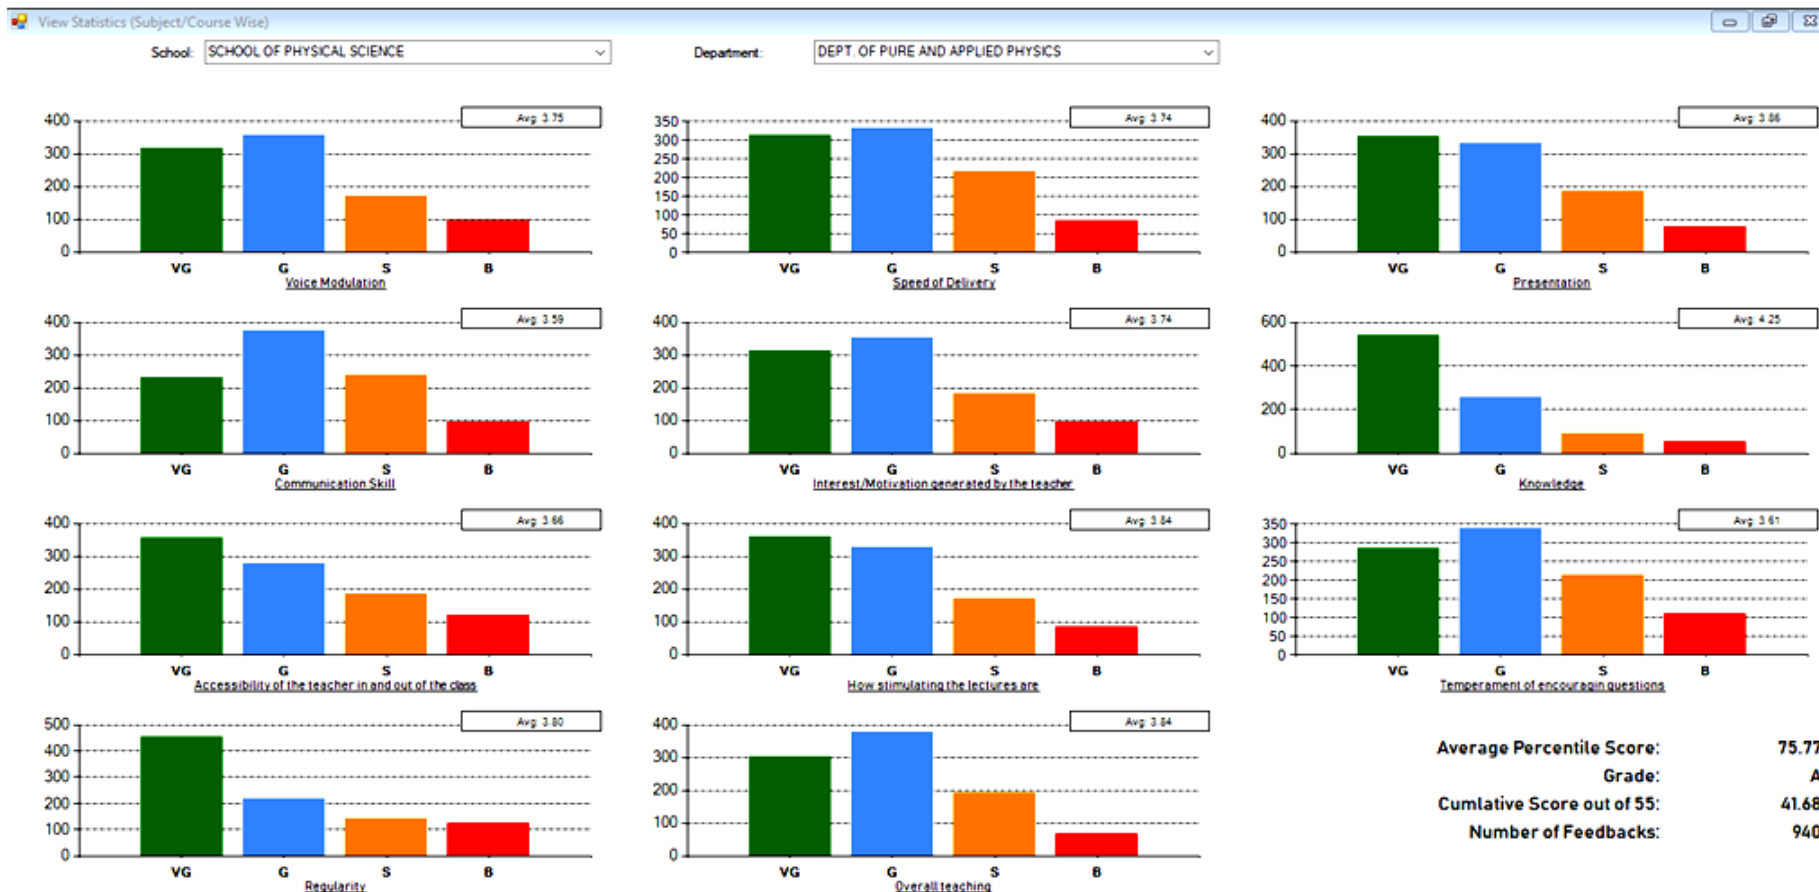 View Statistics (Subject/Course Wise)
School: SCHOOL OF PHYSICAL SCIENCE Department: DEPT. OF PURE AND APPLIED PHYSICS
Avg: 3.75
400
300
200
100
0
VG G S B
Voice Modulation
Avg: 3.74
350
300
250
200
150
100
50
0
VG G S B
Speed of Delivery
Avg: 3.86
400
300
200
100
0
VG G S B
Presentation
Avg: 3.59
400
300
200
100
0
VG G S B
Communication Skill
Avg: 3.74
400
300
200
100
0
VG G S B
Interest/Motivation generated by the teacher
Avg: 4.25
600
400
200
0
VG G S B
Knowledge
Avg: 3.66
400
300
200
100
0
VG G S B
Accessibility of the teacher in and out of the class
Avg: 3.84
400
300
200
100
0
VG G S B
How stimulating the lectures are
Avg: 3.61
350
300
250
200
150
100
50
0
VG G S B
Temperament of encouragin questions
Avg: 3.80
500
400
300
200
100
0
VG G S B
Regularity
Avg: 3.84
400
300
200
100
0
VG G S B
Overall teaching
Average Percentile Score: 75.77
Grade: A
Cumlative Score out of 55: 41.68
Number of Feedbacks: 940